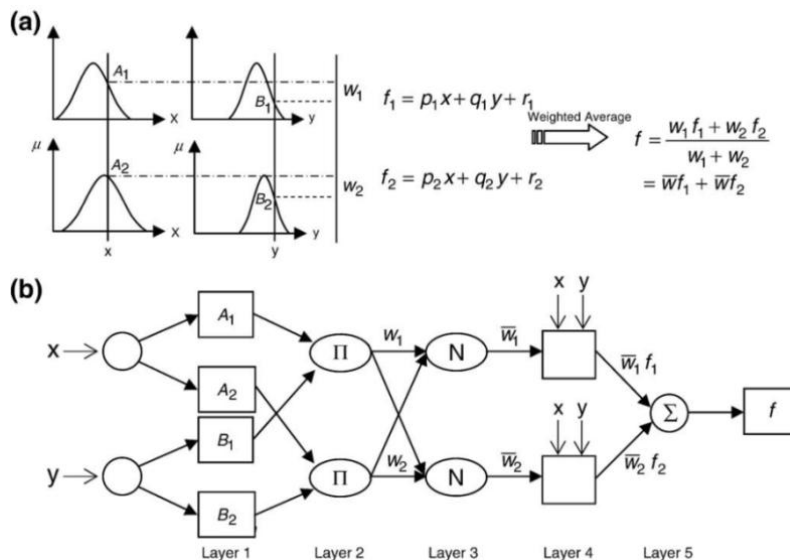 (a)
A₁
B₁
W₁
X
y
f₁ = p₁x + q₁y + r₁
Weighted Average
f = (w₁f₁ + w₂f₂) / (w₁ + w₂)
= w̅f₁ + w̅f₂
μ
A₂
μ
B₂
W₂
X
y
x
y
f₂ = p₂x + q₂y + r₂
(b)
x
y
A₁
A₂
B₁
B₂
Π
Π
w₁
w₂
N
N
w̅₁
w̅₂
x y
x y
w̅₁ f₁
w̅₂ f₂
Σ
f
Layer 1 Layer 2 Layer 3 Layer 4 Layer 5